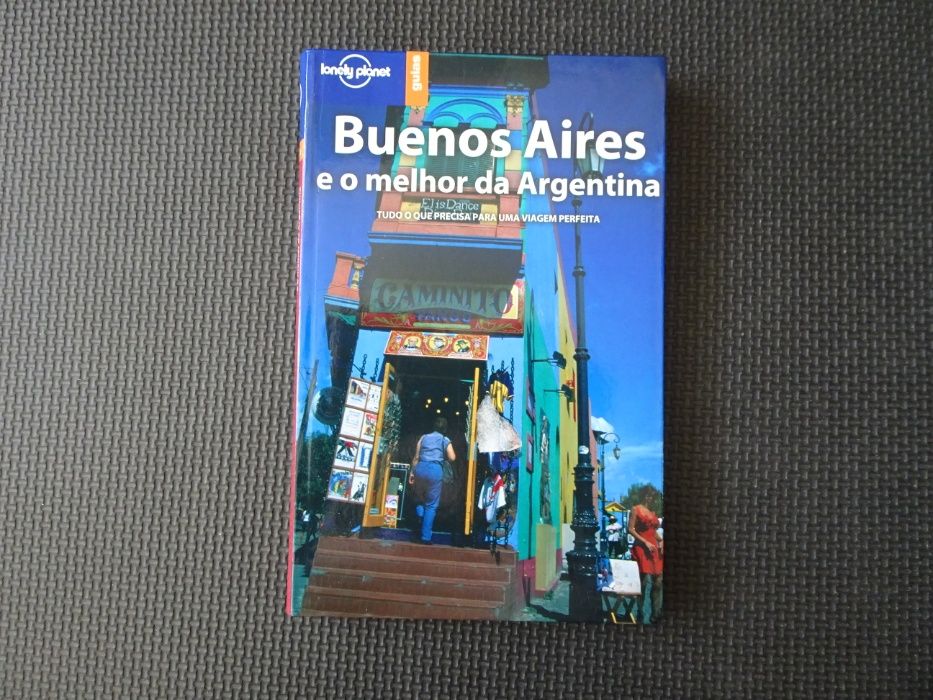 lonely planet
guias
Buenos Aires
e o melhor da Argentina
TUDO O QUE PRECISA PARA UMA VIAGEM PERFEITA
CAMINITO